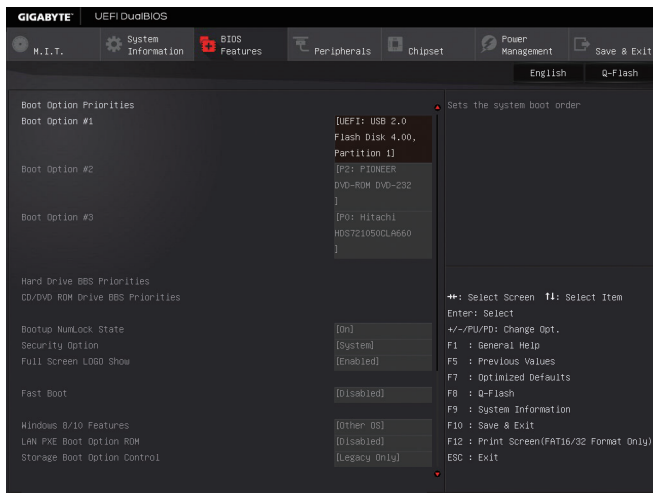 GIGABYTE™ UEFI DualBIOS
M.I.T.
System Information
BIOS Features
Peripherals
Chipset
Power Management
Save & Exit
English Q-Flash
Boot Option Priorities
Boot Option #1 [UEFI: USB 2.0
Flash Disk 4.00,
Partition 1]
Boot Option #2 [P2: PIONEER
DVD-ROM DVD-232
]
Boot Option #3 [P0: Hitachi
HDS721050CLA660
]
Hard Drive BBS Priorities
CD/DVD ROM Drive BBS Priorities
Bootup NumLock State [On]
Security Option [System]
Full Screen LOGO Show [Enabled]
Fast Boot [Disabled]
Windows 8/10 Features [Other OS]
LAN PXE Boot Option ROM [Disabled]
Storage Boot Option Control [Legacy Only]
Sets the system boot order
→←: Select Screen ↑↓: Select Item
Enter: Select
+/-/PU/PD: Change Opt.
F1 : General Help
F5 : Previous Values
F7 : Optimized Defaults
F8 : Q-Flash
F9 : System Information
F10 : Save & Exit
F12 : Print Screen(FAT16/32 Format Only)
ESC : Exit